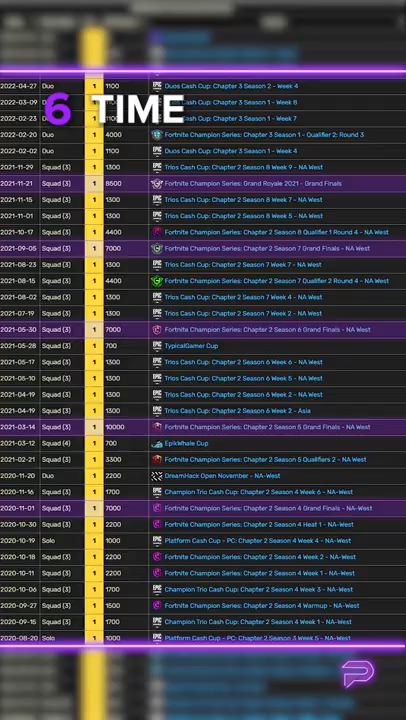 2022-04-27 Duo 1 1100 Duos Cash Cup: Chapter 3 Season 2 - Week 4
6 TIME
2022-03-09 Duo 1 1100 Duos Cash Cup: Chapter 3 Season 1 - Week 8
2022-02-23 Duo 1 1100 Duos Cash Cup: Chapter 3 Season 1 - Week 7
2022-02-20 Duo 1 4000 Fortnite Champion Series: Chapter 3 Season 1 - Qualifier 2: Round 3
2022-02-02 Duo 1 1100 Duos Cash Cup: Chapter 3 Season 1 - Week 4
2021-11-29 Squad (3) 1 1300 Trios Cash Cup: Chapter 2 Season 8 Week 9 - NA West
2021-11-21 Squad (3) 1 8500 Fortnite Champion Series: Grand Royale 2021 - Grand Finals
2021-11-15 Squad (3) 1 1300 Trios Cash Cup: Chapter 2 Season 8 Week 7 - NA West
2021-11-01 Squad (3) 1 1300 Trios Cash Cup: Chapter 2 Season 8 Week 5 - NA West
2021-10-17 Squad (3) 1 4400 Fortnite Champion Series: Chapter 2 Season 8 Qualifier 1 Round 4 - NA West
2021-09-05 Squad (3) 1 7000 Fortnite Champion Series: Chapter 2 Season 7 Grand Finals - NA West
2021-08-23 Squad (3) 1 1300 Trios Cash Cup: Chapter 2 Season 7 Week 7 - NA West
2021-08-15 Squad (3) 1 4400 Fortnite Champion Series: Chapter 2 Season 7 Qualifier 2 Round 4 - NA West
2021-08-02 Squad (3) 1 1300 Trios Cash Cup: Chapter 2 Season 7 Week 4 - NA West
2021-07-19 Squad (3) 1 1300 Trios Cash Cup: Chapter 2 Season 7 Week 2 - NA West
2021-05-30 Squad (3) 1 7000 Fortnite Champion Series: Chapter 2 Season 6 Grand Finals - NA West
2021-05-28 Squad (3) 1 700 TypicalGamer Cup
2021-05-17 Squad (3) 1 1300 Trios Cash Cup: Chapter 2 Season 6 Week 6 - NA West
2021-05-10 Squad (3) 1 1300 Trios Cash Cup: Chapter 2 Season 6 Week 5 - NA West
2021-04-19 Squad (3) 1 1300 Trios Cash Cup: Chapter 2 Season 6 Week 2 - NA West
2021-04-19 Squad (3) 1 1300 Trios Cash Cup: Chapter 2 Season 6 Week 2 - Asia
2021-03-14 Squad (3) 1 10000 Fortnite Champion Series: Chapter 2 Season 5 Grand Finals - NA West
2021-03-12 Squad (4) 1 700 EpikWhale Cup
2021-02-21 Squad (3) 1 3300 Fortnite Champion Series: Chapter 2 Season 5 Qualifiers 2 - NA West
2020-11-20 Duo 1 2200 DreamHack Open November - NA-West
2020-11-16 Squad (3) 1 1700 Champion Trio Cash Cup: Chapter 2 Season 4 Week 6 - NA-West
2020-11-01 Squad (3) 1 7000 Fortnite Champion Series: Chapter 2 Season 4 Grand Finals - NA-West
2020-10-30 Squad (3) 1 2200 Fortnite Champion Series: Chapter 2 Season 4 Heat 1 - NA-West
2020-10-19 Solo 1 1000 Platform Cash Cup - PC: Chapter 2 Season 4 Week 4 - NA-West
2020-10-18 Squad (3) 1 2200 Fortnite Champion Series: Chapter 2 Season 4 Week 2 - NA-West
2020-10-11 Squad (3) 1 2200 Fortnite Champion Series: Chapter 2 Season 4 Week 1 - NA-West
2020-10-06 Squad (3) 1 1700 Champion Trio Cash Cup: Chapter 2 Season 4 Week 3 - NA-West
2020-09-27 Squad (3) 1 1500 Fortnite Champion Series: Chapter 2 Season 4 Warmup - NA-West
2020-09-15 Squad (3) 1 1700 Champion Trio Cash Cup: Chapter 2 Season 4 Week 1 - NA-West
2020-08-20 Solo 1 1000 Platform Cash Cup - PC: Chapter 2 Season 3 Week 5 - NA-West